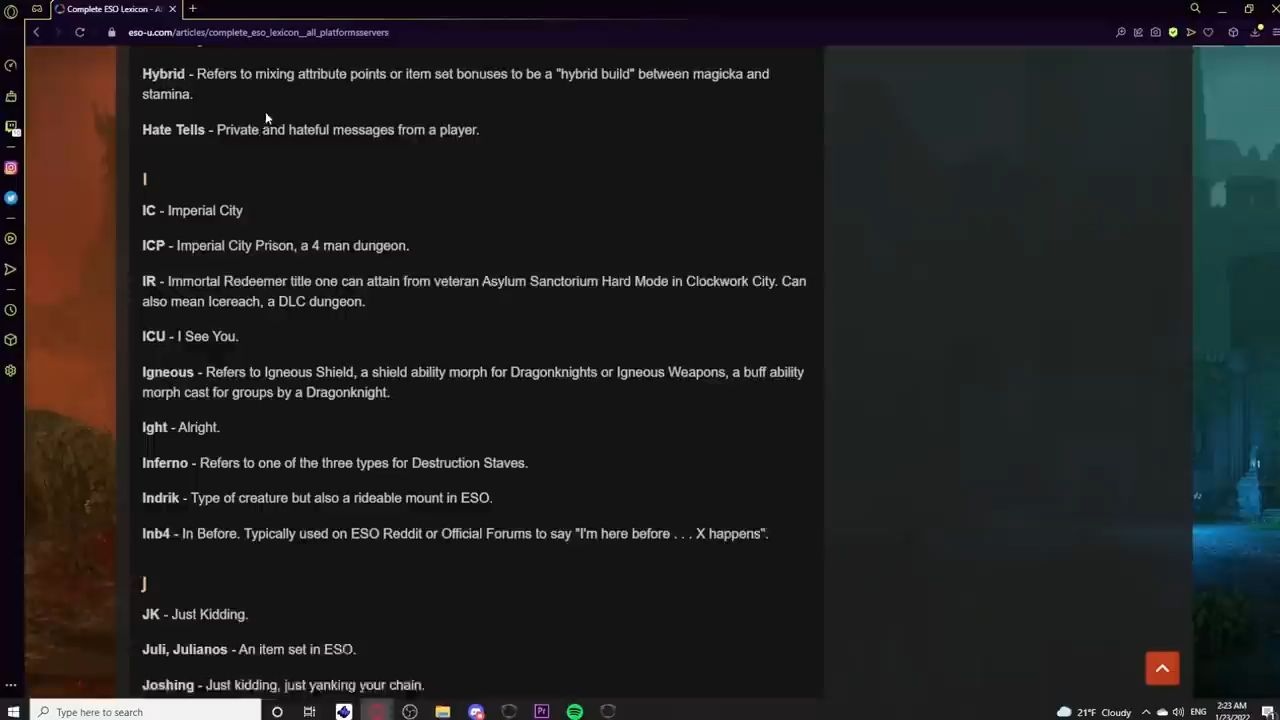 Complete ESO Lexicon - Al
eso-u.com/articles/complete_eso_lexicon__all_platformsservers
Hybrid - Refers to mixing attribute points or item set bonuses to be a "hybrid build" between magicka and
stamina.
Hate Tells - Private and hateful messages from a player.
I
IC - Imperial City
ICP - Imperial City Prison, a 4 man dungeon.
IR - Immortal Redeemer title one can attain from veteran Asylum Sanctorium Hard Mode in Clockwork City. Can
also mean Icereach, a DLC dungeon.
ICU - I See You.
Igneous - Refers to Igneous Shield, a shield ability morph for Dragonknights or Igneous Weapons, a buff ability
morph cast for groups by a Dragonknight.
Ight - Alright.
Inferno - Refers to one of the three types for Destruction Staves.
Indrik - Type of creature but also a rideable mount in ESO.
Inb4 - In Before. Typically used on ESO Reddit or Official Forums to say "I'm here before . . . X happens".
J
JK - Just Kidding.
Juli, Julianos - An item set in ESO.
Joshing - Just kidding, just yanking your chain.
Type here to search
Pr
21°F Cloudy
ENG
2:23 AM
1/23/2022